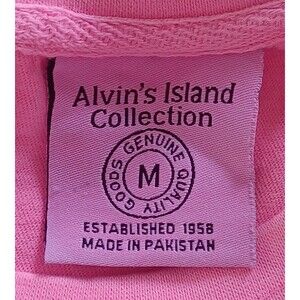 Alvin's Island
Collection
GENUINE QUALITY GOODS
M
ESTABLISHED 1958
MADE IN PAKISTAN